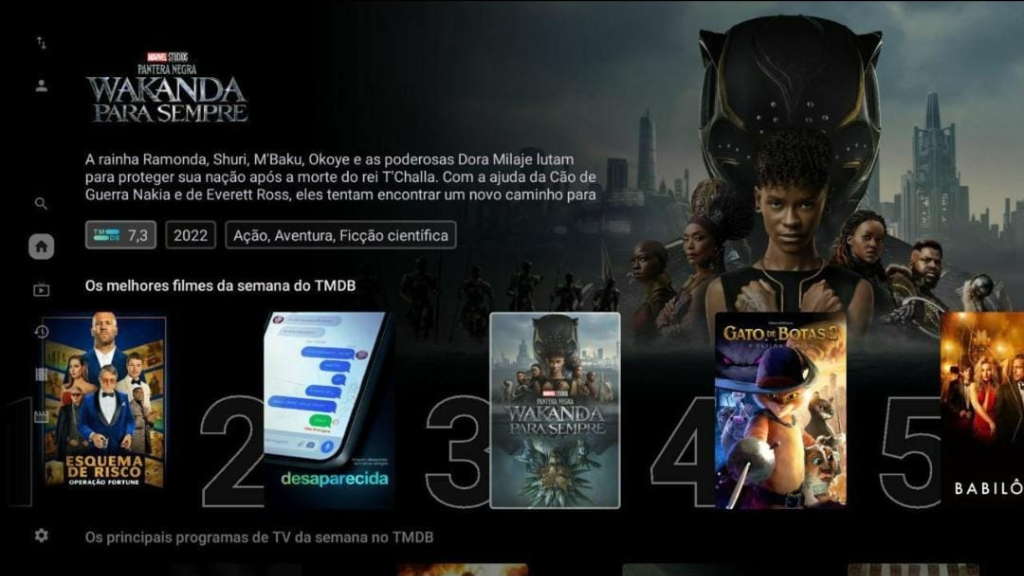 MARVEL STUDIOS
PANTERA NEGRA
WAKANDA
PARA SEMPRE
A rainha Ramonda, Shuri, M'Baku, Okoye e as poderosas Dora Milaje lutam
para proteger sua nação após a morte do rei T'Challa. Com a ajuda da Cão de
Guerra Nakia e de Everett Ross, eles tentam encontrar um novo caminho para
TMDB 7,3 2022 Ação, Aventura, Ficção científica
Os melhores filmes da semana do TMDB
1
ESQUEMA
DE RISCO
OPERAÇÃO FORTUNE
2
desaparecida
3
MARVEL STUDIOS
PANTERA NEGRA
WAKANDA
PARA SEMPRE
4
GATO DE BOTAS 2
5
BABILÔ
Os principais programas de TV da semana no TMDB